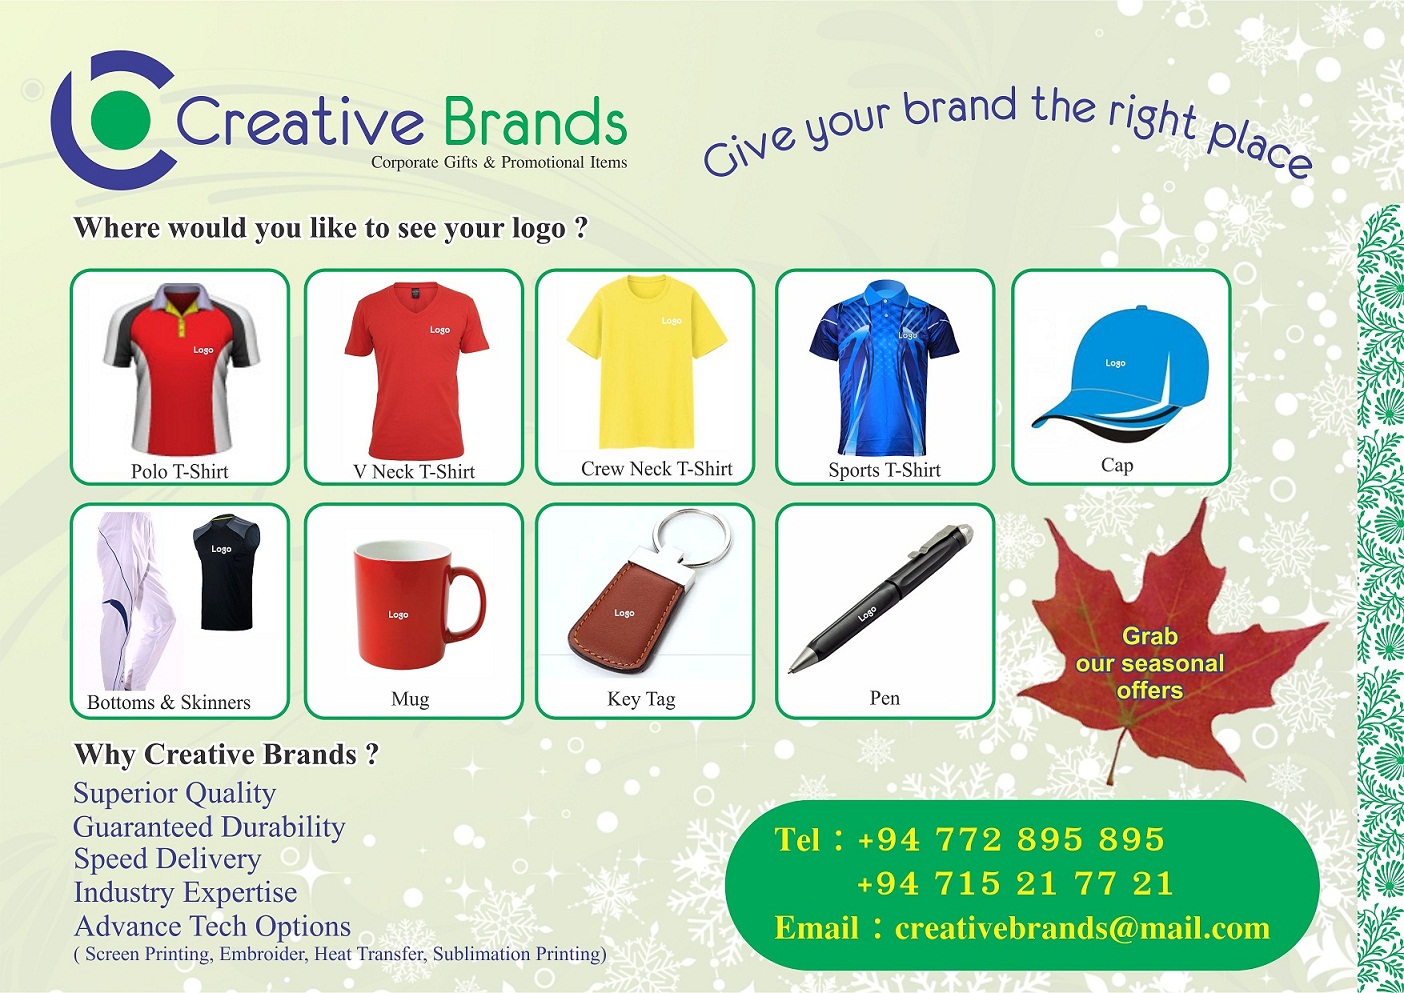 Creative Brands
Corporate Gifts & Promotional Items
Give your brand the right place
Where would you like to see your logo ?
Logo
Polo T-Shirt
Logo
V Neck T-Shirt
Logo
Crew Neck T-Shirt
Logo
Sports T-Shirt
Logo
Cap
Logo
Bottoms & Skinners
Logo
Mug
Logo
Key Tag
Logo
Pen
Grab
our seasonal
offers
Why Creative Brands ?
Superior Quality
Guaranteed Durability
Speed Delivery
Industry Expertise
Advance Tech Options
( Screen Printing, Embroider, Heat Transfer, Sublimation Printing)
Tel : +94 772 895 895
+94 715 21 77 21
Email : creativebrands@mail.com